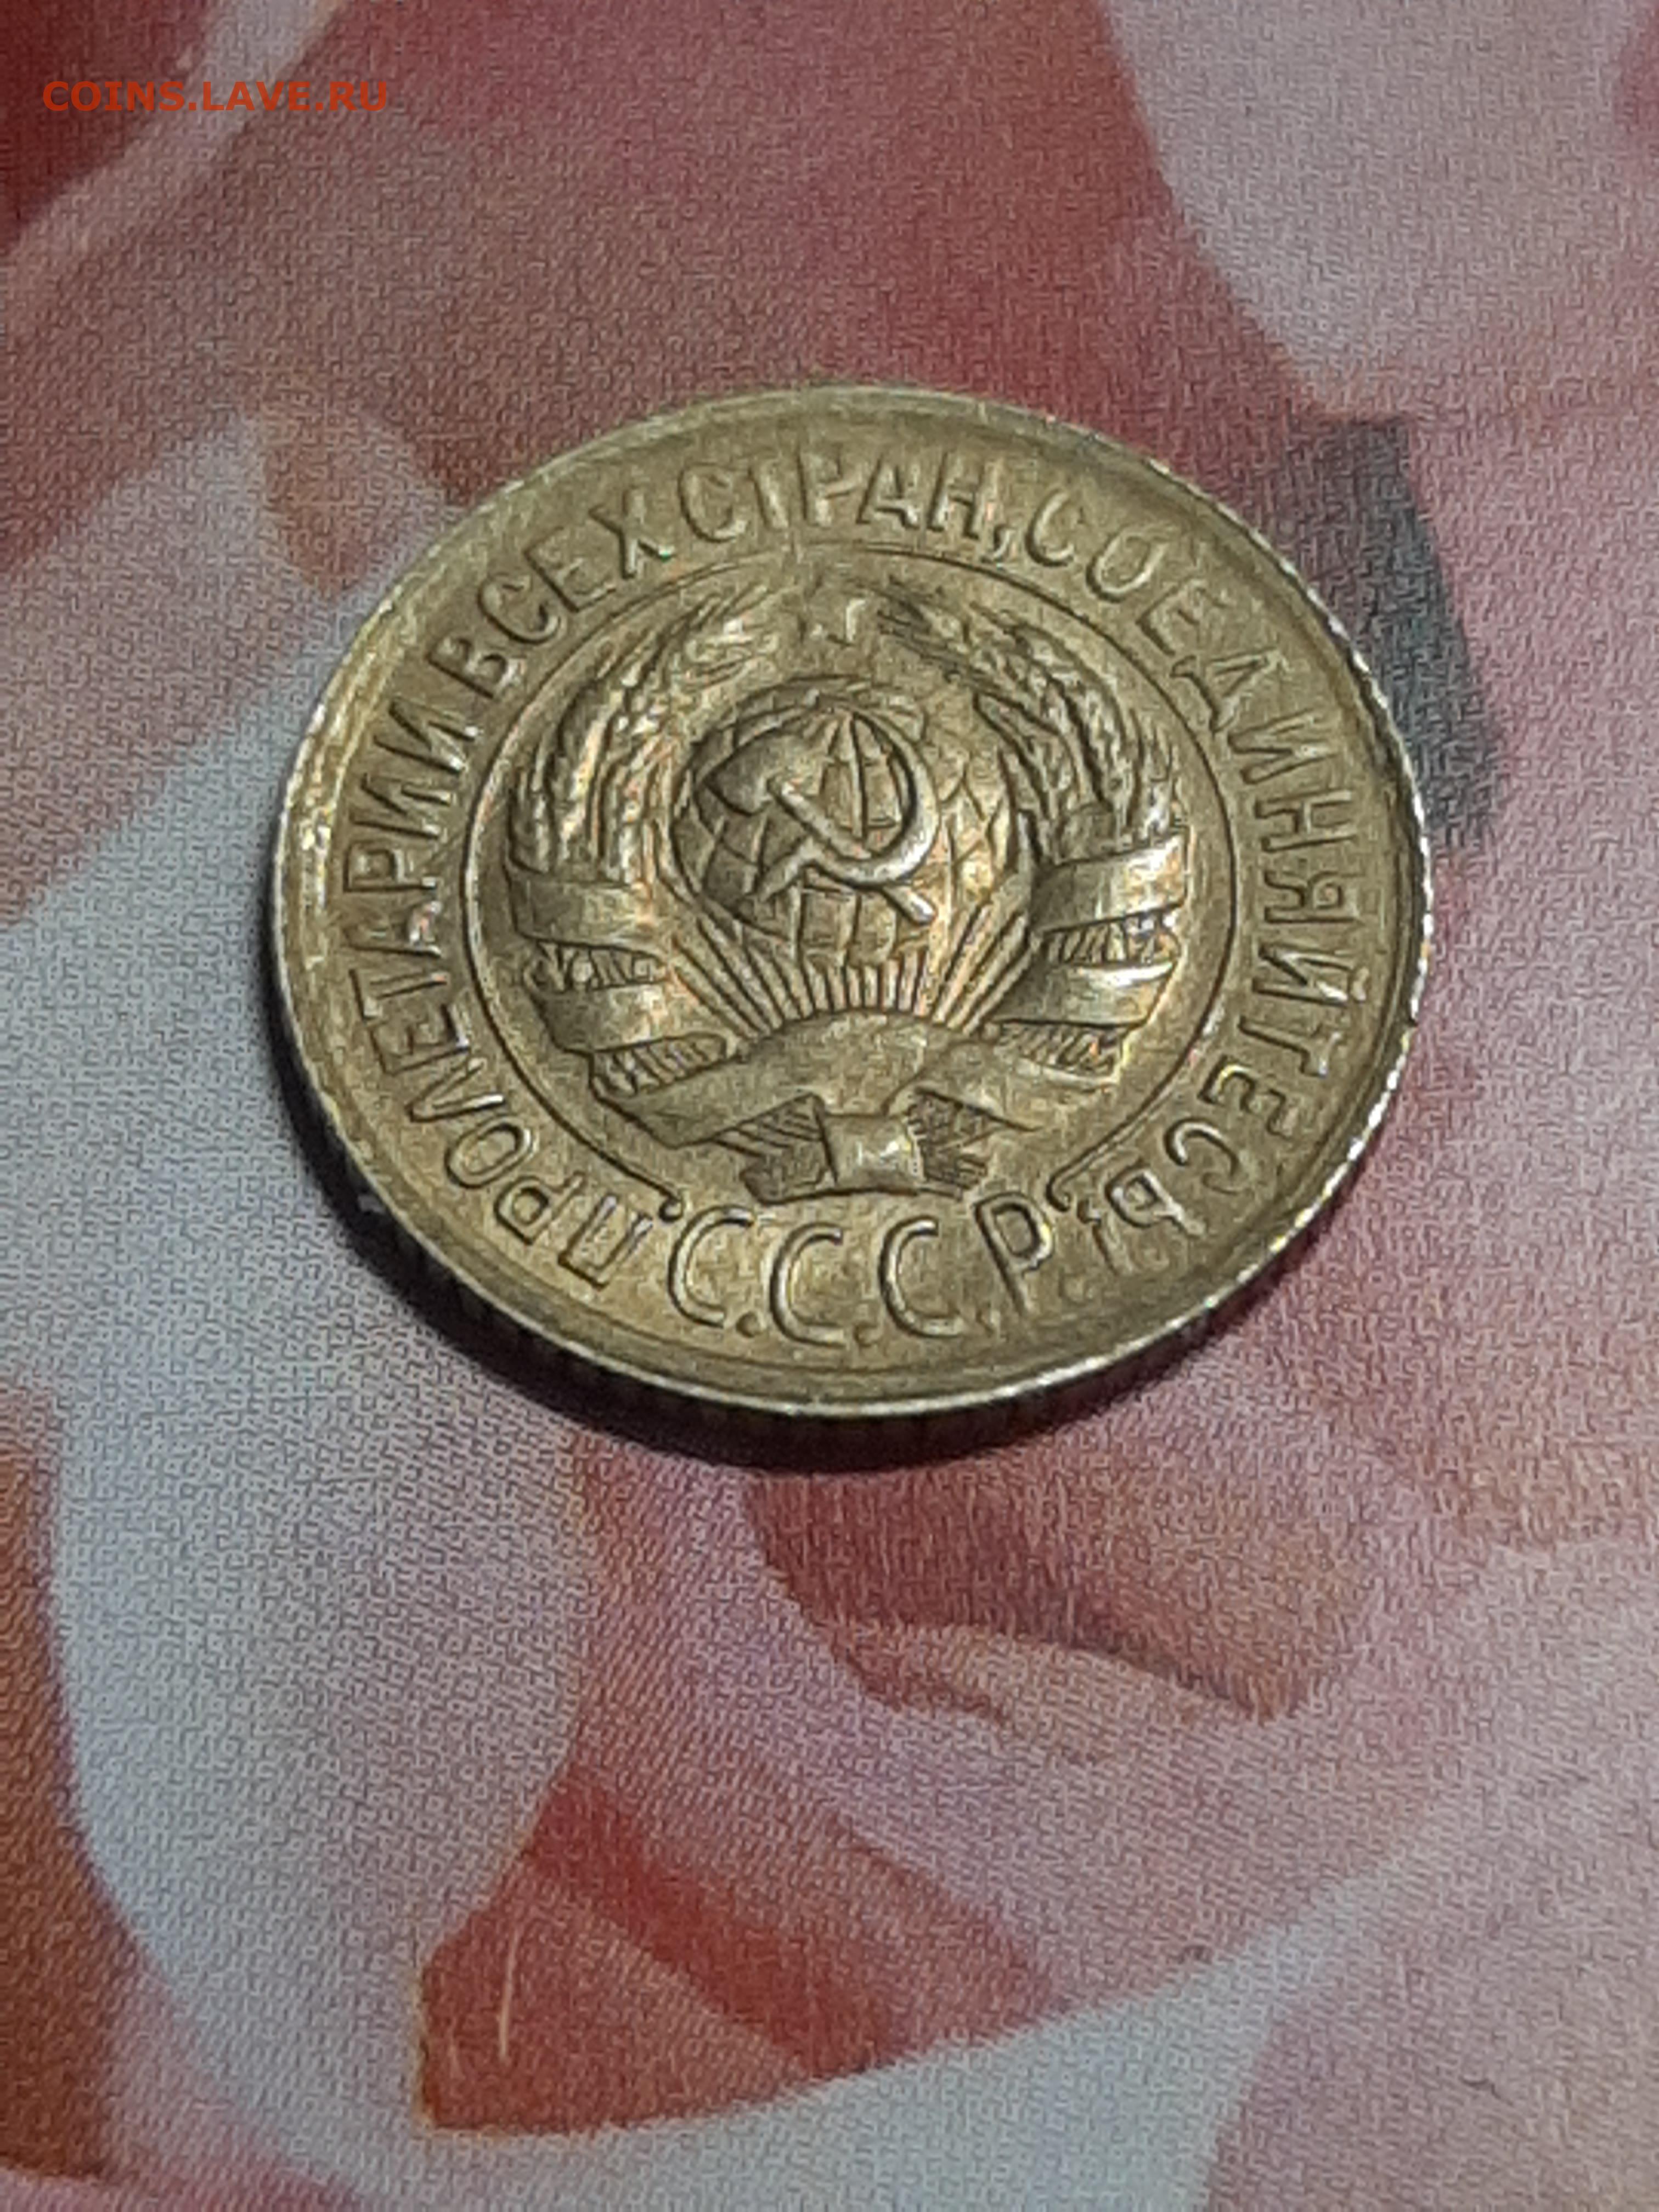 COINS.LAVE.RU
ПРОЛЕТАРИИ ВСЕХ СТРАН, СОЕДИНЯЙТЕСЬ!
С.С.С.Р.